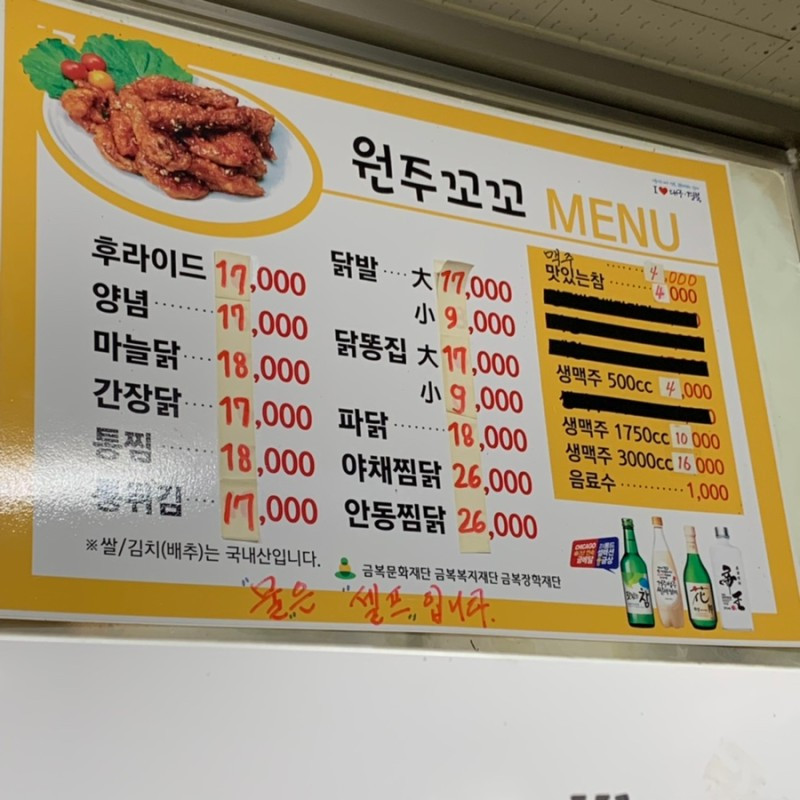 원주꼬꼬 MENU
I ♥ 대구·경북
후라이드 17,000
양념 ········ 17,000
마늘닭 ···· 18,000
간장닭 ···· 17,000
통찜 ········ 18,000
통튀김 ···· 17,000
닭발 ···· 大 17,000
小 9,000
닭똥집 大 17,000
小 9,000
파닭 ········ 18,000
야채찜닭 26,000
안동찜닭 26,000
맥주 ········ 4,000
맛있는참 ········ 4,000
생맥주 500cc 4,000
생맥주 1750cc 10,000
생맥주 3000cc 16,000
음료수 ············ 1,000
※쌀/김치(배추)는 국내산입니다.
금복문화재단 금복복지재단 금복장학재단
"물은" "셀프"입니다.